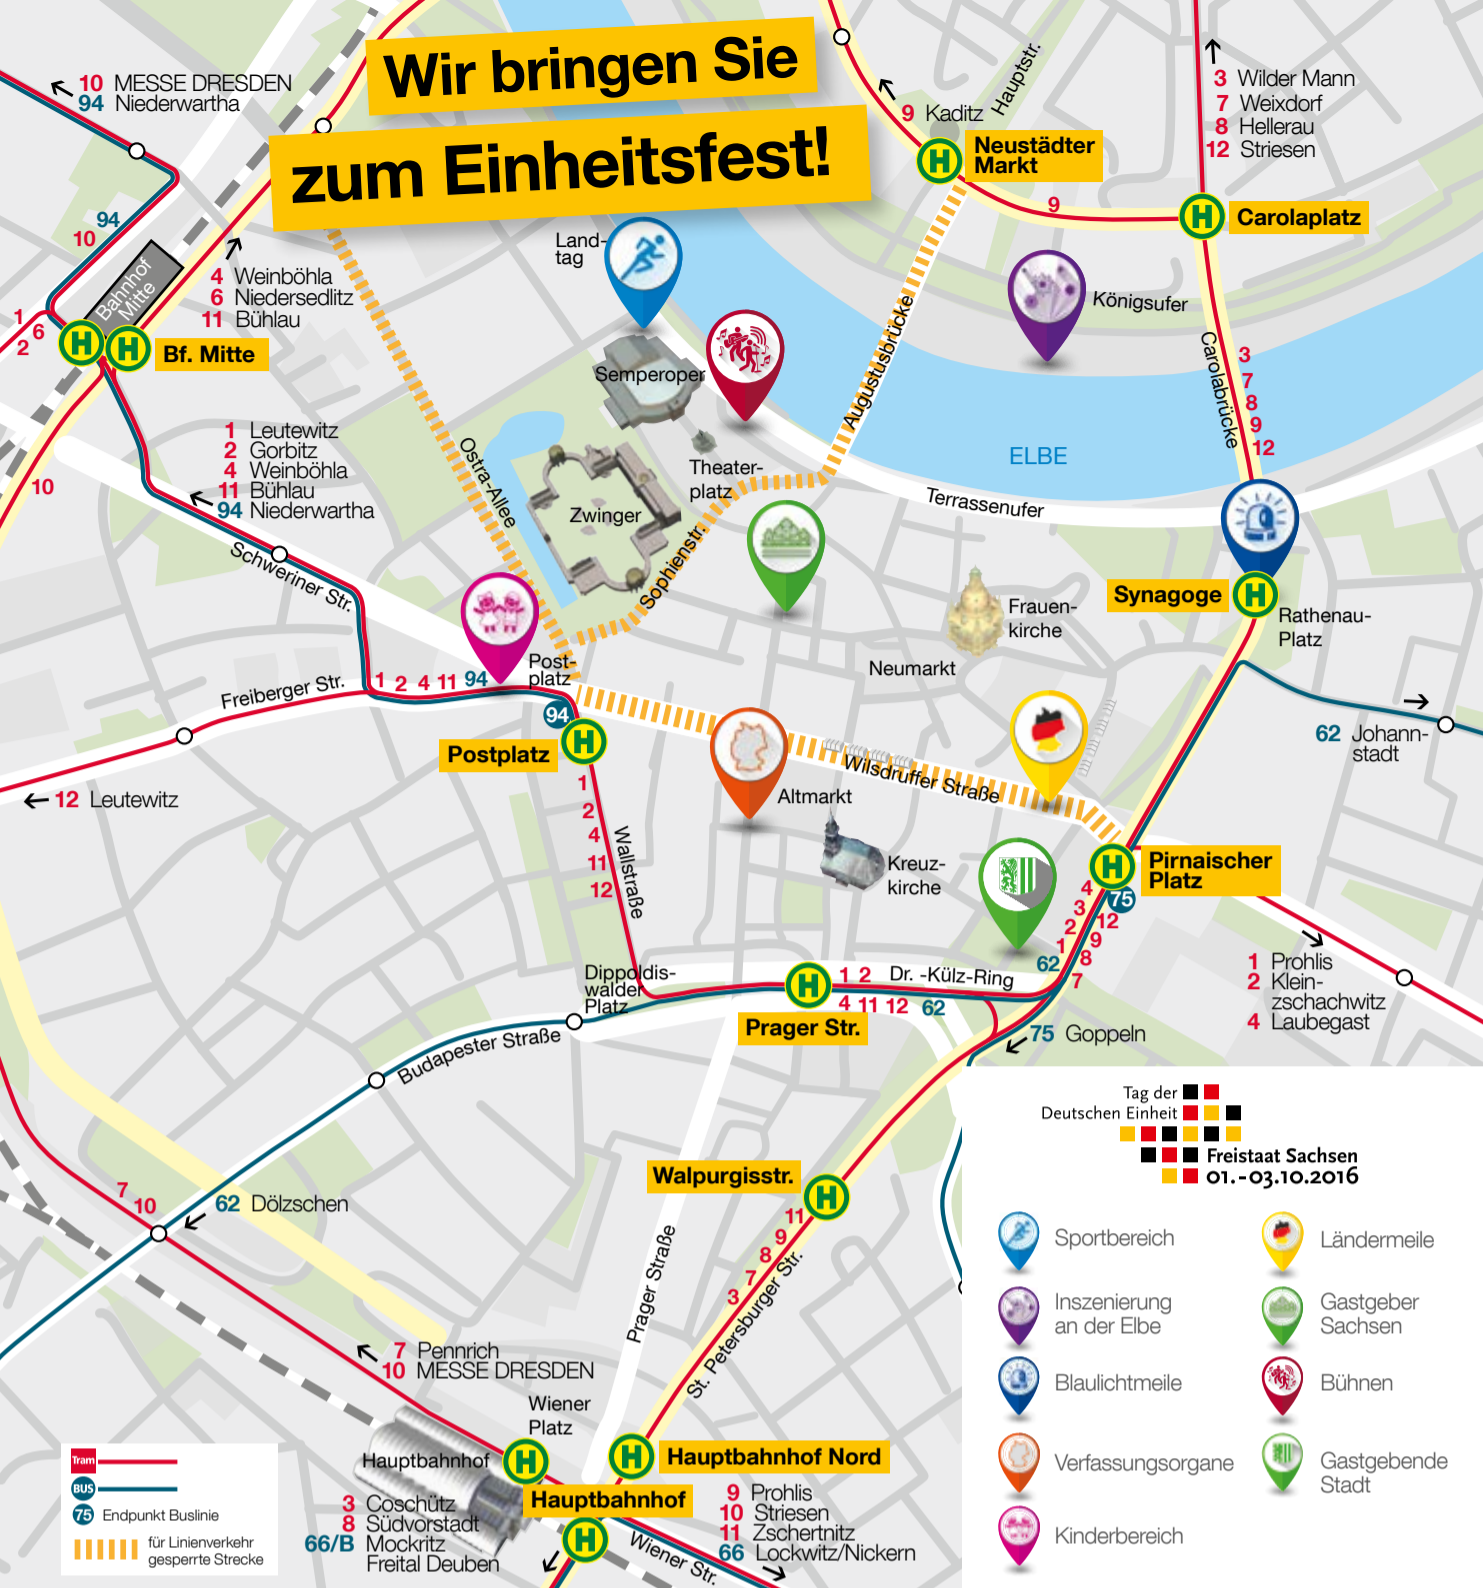 Wir bringen Sie
zum Einheitsfest!
10 MESSE DRESDEN
94 Niederwartha
9 Kaditz
Hauptstr.
3 Wilder Mann
7 Weixdorf
8 Hellerau
12 Striesen
Neustädter
Markt
9
Carolaplatz
94
10
Bahnhof
Mitte
H
H
H
H
4 Weinböhla
6 Niedersedlitz
11 Bühlau
Land-
tag
Königsufer
1
6
2
Bf. Mitte
Semperoper
Augustusbrücke
Carolabrücke
3
7
8
9
12
ELBE
1 Leutewitz
2 Gorbitz
4 Weinböhla
11 Bühlau
94 Niederwartha
10
Ostra-Allee
Theater-
platz
Zwinger
Terrassenufer
Sophienstr.
Schweriner Str.
Synagoge
H
Rathenau-
Platz
Frauen-
kirche
Neumarkt
Post-
platz
Freiberger Str.
1 2 4 11 94
94
H
Postplatz
62 Johann-
stadt
12 Leutewitz
Wilsdruffer Straße
Altmarkt
1
2
4
11
12
Wallstraße
Kreuz-
kirche
H
Pirnaischer
Platz
75
4
3
2
1
62
12
9
8
7
1 Prohlis
2 Klein-
zschachwitz
4 Laubegast
Dippoldis-
walder
Platz
H
1 2
Dr. -Külz-Ring
4 11 12 62
Prager Str.
75 Goppeln
Budapester Straße
Tag der
Deutschen Einheit
Freistaat Sachsen
01.-03.10.2016
Walpurgisstr.
H
7
10
62 Dölzschen
11
9
8
7
3
Prager Straße
St. Petersburger Str.
Sportbereich
Ländermeile
Inszenierung
an der Elbe
Gastgeber
Sachsen
Blaulichtmeile
Bühnen
Verfassungsorgane
Gastgebende
Stadt
Kinderbereich
7 Pennrich
10 MESSE DRESDEN
Wiener
Platz
Hauptbahnhof
H
H
Hauptbahnhof Nord
Hauptbahnhof
H
3 Coschütz
8 Südvorstadt
66/B Mockritz
Freital Deuben
9 Prohlis
10 Striesen
11 Zschertnitz
66 Lockwitz/Nickern
Wiener Str.
Tram
BUS
75 Endpunkt Buslinie
für Linienverkehr
gesperrte Strecke